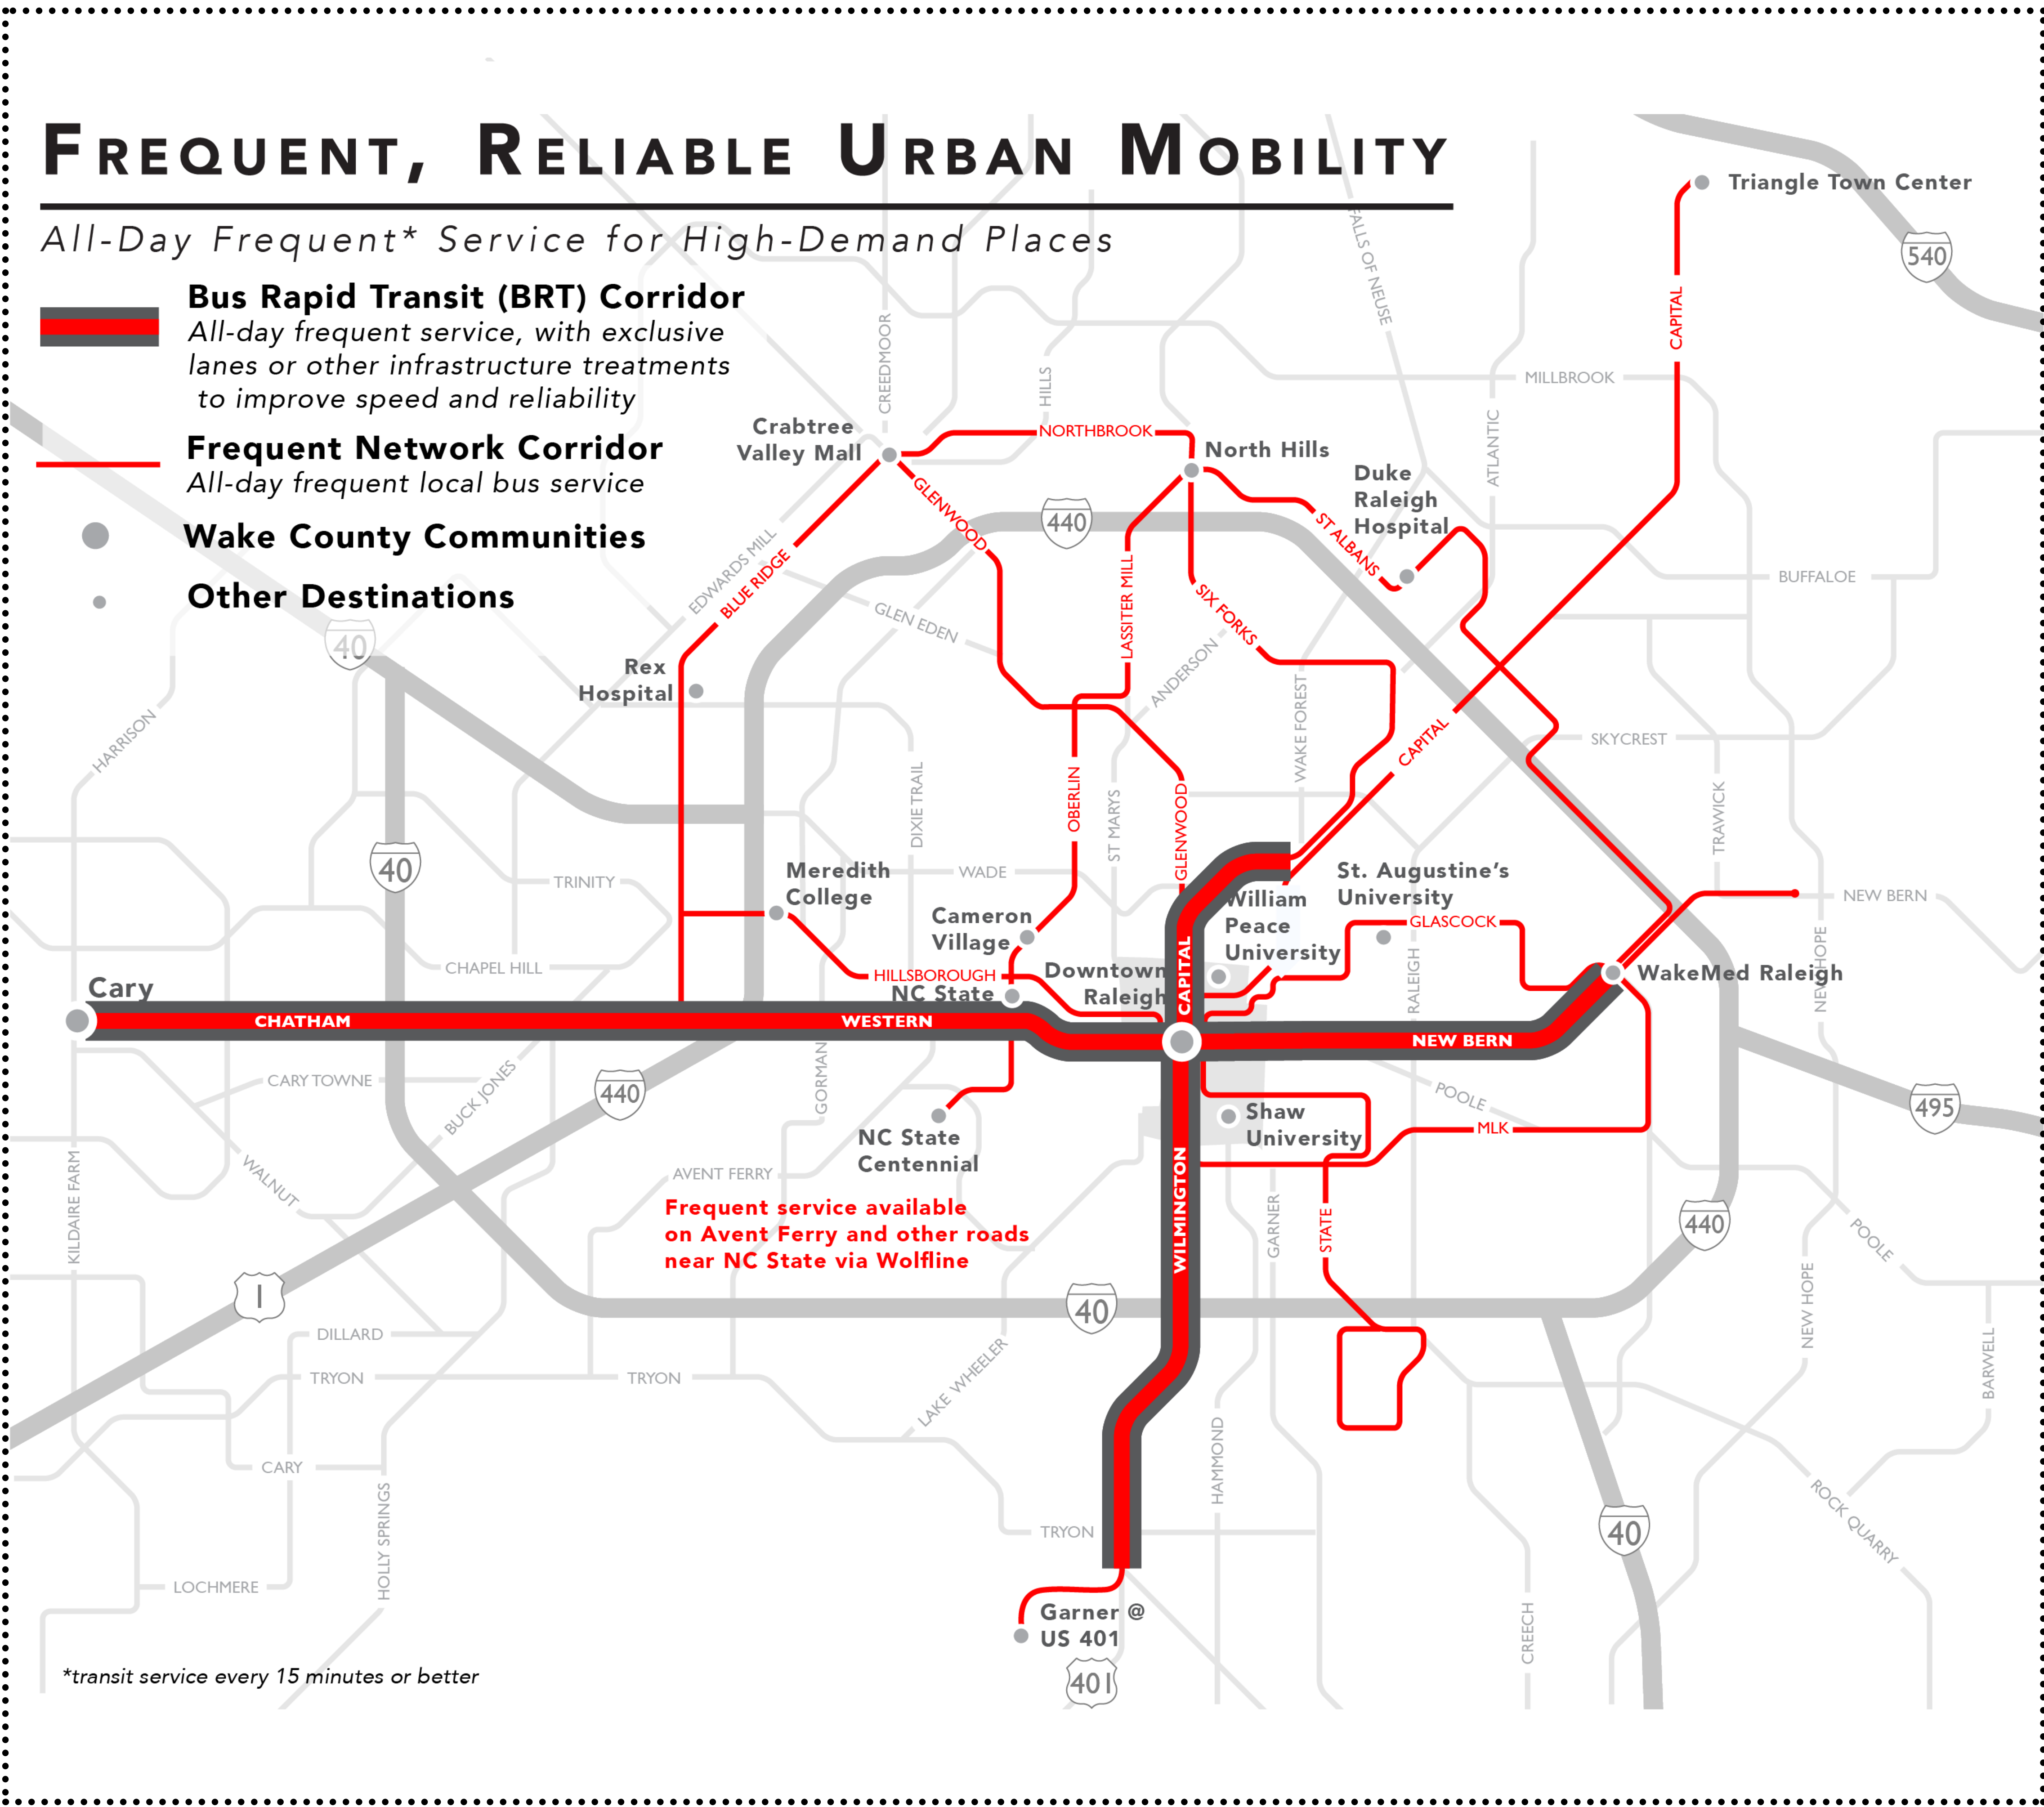 FREQUENT, RELIABLE URBAN MOBILITY
All-Day Frequent* Service for High-Demand Places
Bus Rapid Transit (BRT) Corridor
All-day frequent service, with exclusive
lanes or other infrastructure treatments
to improve speed and reliability
Frequent Network Corridor
All-day frequent local bus service
Wake County Communities
Other Destinations
Triangle Town Center
540
FALLS OF NEUSE
CAPITAL
CREEDMOOR
HILLS
MILLBROOK
ATLANTIC
Crabtree
Valley Mall
NORTHBROOK
North Hills
Duke
Raleigh
Hospital
GLENWOOD
440
ST ALBANS
EDWARDS MILL
BLUE RIDGE
BUFFALOE
GLEN EDEN
LASSITER MILL
SIX FORKS
ANDERSON
40
Rex
Hospital
HARRISON
WAKE FOREST
CAPITAL
SKYCREST
DIXIE TRAIL
OBERLIN
ST MARYS
GLENWOOD
TRAWICK
40
Meredith
College
WADE
TRINITY
St. Augustine's
University
William
Peace
University
GLASCOCK
NEW BERN
Cameron
Village
CHAPEL HILL
HILLSBOROUGH
Downtown
Raleigh
CAPITAL
RALEIGH
WakeMed Raleigh
NEW HOPE
NC State
Cary
CHATHAM
WESTERN
NEW BERN
CARY TOWNE
BUCK JONES
440
GORMAN
POOLE
495
NC State
Centennial
Shaw
University
MLK
WALNUT
KILDAIRE FARM
AVENT FERRY
Frequent service available
on Avent Ferry and other roads
near NC State via Wolfline
WILMINGTON
GARNER
STATE
440
POOLE
1
40
NEW HOPE
DILLARD
TRYON
TRYON
LAKE WHEELER
BARWELL
CARY
HOLLY SPRINGS
HAMMOND
TRYON
40
ROCK QUARRY
LOCHMERE
Garner @
US 401
CREECH
401
*transit service every 15 minutes or better